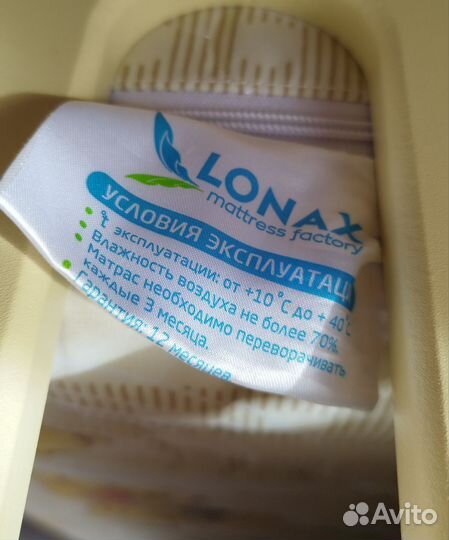 LONAX
mattress factory
УСЛОВИЯ ЭКСПЛУАТАЦИ
t эксплуатации: от +10°C до + 40°C
Влажность воздуха не более 70%
Матрас необходимо переворачивать
каждые 3 месяца.
Гарантия: 12 месяцев
Avito